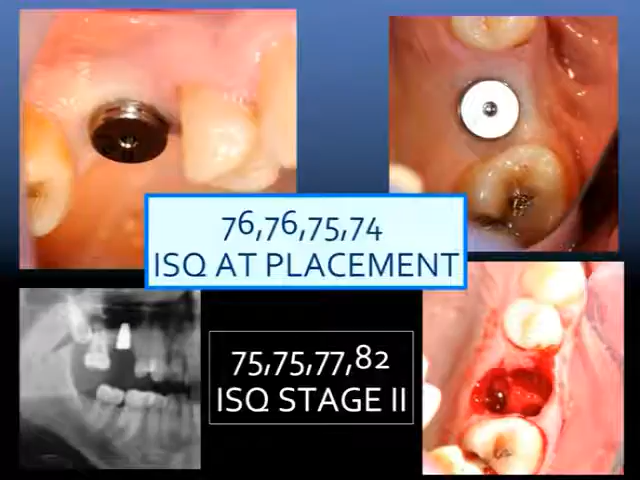 76,76,75,74
ISQ AT PLACEMENT
75,75,77,82
ISQ STAGE II